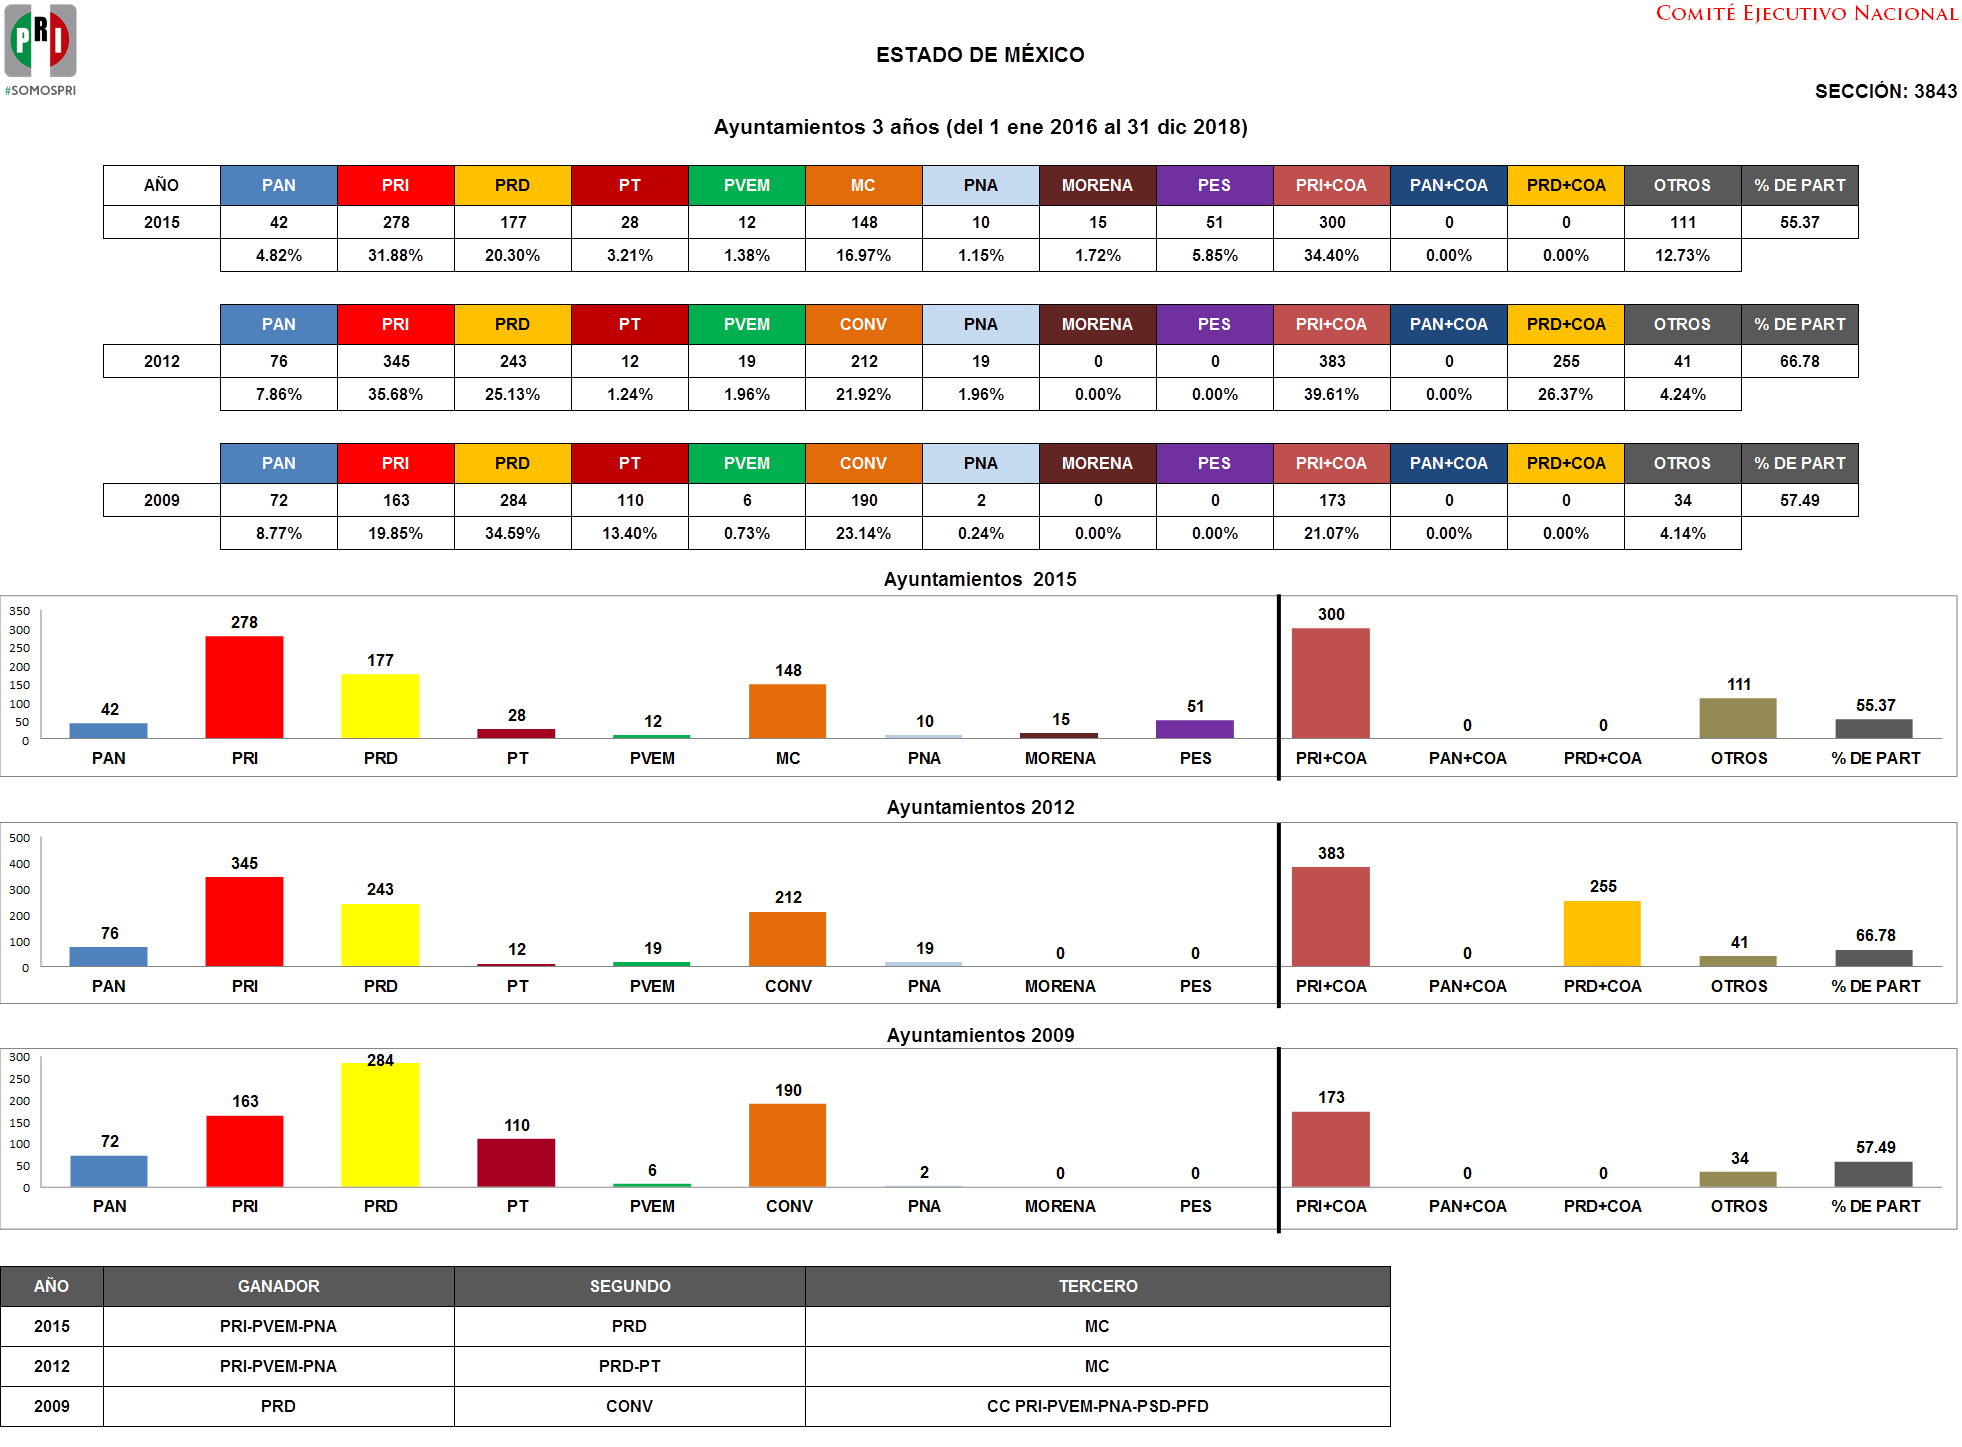 PRI
#SOMOSPRI
COMITÉ EJECUTIVO NACIONAL
ESTADO DE MÉXICO
SECCIÓN: 3843
Ayuntamientos 3 años (del 1 ene 2016 al 31 dic 2018)
AÑO PAN PRI PRD PT PVEM MC PNA MORENA PES PRI+COA PAN+COA PRD+COA OTROS % DE PART
2015 42 278 177 28 12 148 10 15 51 300 0 0 111 55.37
4.82% 31.88% 20.30% 3.21% 1.38% 16.97% 1.15% 1.72% 5.85% 34.40% 0.00% 0.00% 12.73%
PAN PRI PRD PT PVEM CONV PNA MORENA PES PRI+COA PAN+COA PRD+COA OTROS % DE PART
2012 76 345 243 12 19 212 19 0 0 383 0 255 41 66.78
7.86% 35.68% 25.13% 1.24% 1.96% 21.92% 1.96% 0.00% 0.00% 39.61% 0.00% 26.37% 4.24%
PAN PRI PRD PT PVEM CONV PNA MORENA PES PRI+COA PAN+COA PRD+COA OTROS % DE PART
2009 72 163 284 110 6 190 2 0 0 173 0 0 34 57.49
8.77% 19.85% 34.59% 13.40% 0.73% 23.14% 0.24% 0.00% 0.00% 21.07% 0.00% 0.00% 4.14%
Ayuntamientos 2015
350
300
250
200
150
100
50
0
42 278 177 28 12 148 10 15 51 300 0 0 111 55.37
PAN PRI PRD PT PVEM MC PNA MORENA PES PRI+COA PAN+COA PRD+COA OTROS % DE PART
Ayuntamientos 2012
500
400
300
200
100
0
76 345 243 12 19 212 19 0 0 383 0 255 41 66.78
PAN PRI PRD PT PVEM CONV PNA MORENA PES PRI+COA PAN+COA PRD+COA OTROS % DE PART
Ayuntamientos 2009
300
250
200
150
100
50
0
72 163 284 110 6 190 2 0 0 173 0 0 34 57.49
PAN PRI PRD PT PVEM CONV PNA MORENA PES PRI+COA PAN+COA PRD+COA OTROS % DE PART
AÑO GANADOR SEGUNDO TERCERO
2015 PRI-PVEM-PNA PRD MC
2012 PRI-PVEM-PNA PRD-PT MC
2009 PRD CONV CC PRI-PVEM-PNA-PSD-PFD